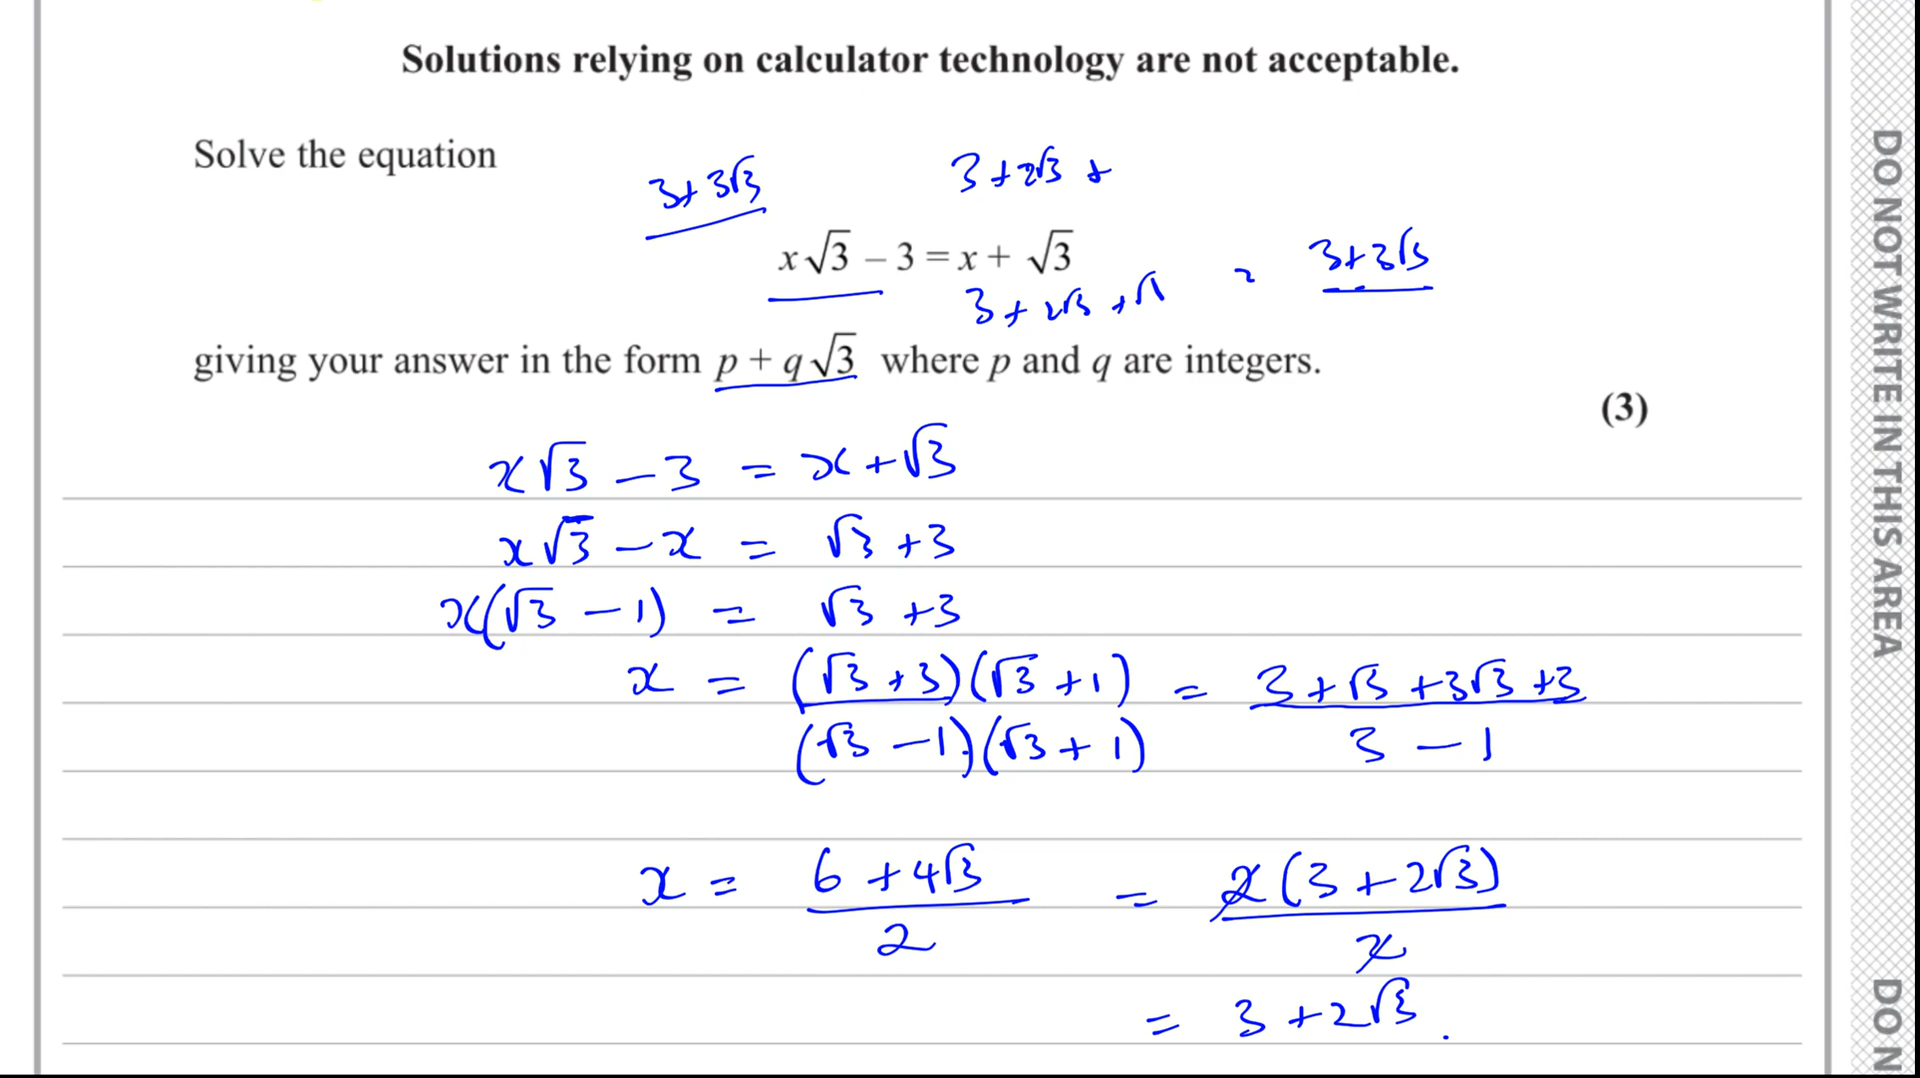 Solutions relying on calculator technology are not acceptable.
Solve the equation
3+3√3
3+2√3 +
x√3 – 3 = x + √3
3+2√3 +√
= 3+3√3
giving your answer in the form p + q√3 where p and q are integers.
(3)
x√3 – 3 = x+√3
x√3 – x = √3 +3
x(√3 – 1) = √3 +3
x = (√3 +3)(√3 +1) / (√3 –1)(√3 + 1) = 3+√3 +3√3 +3 / 3 – 1
x = 6 +4√3 / 2 = 2(3+2√3) / 2
= 3 +2√3.
DO NOT WRITE IN THIS AREA
DO N